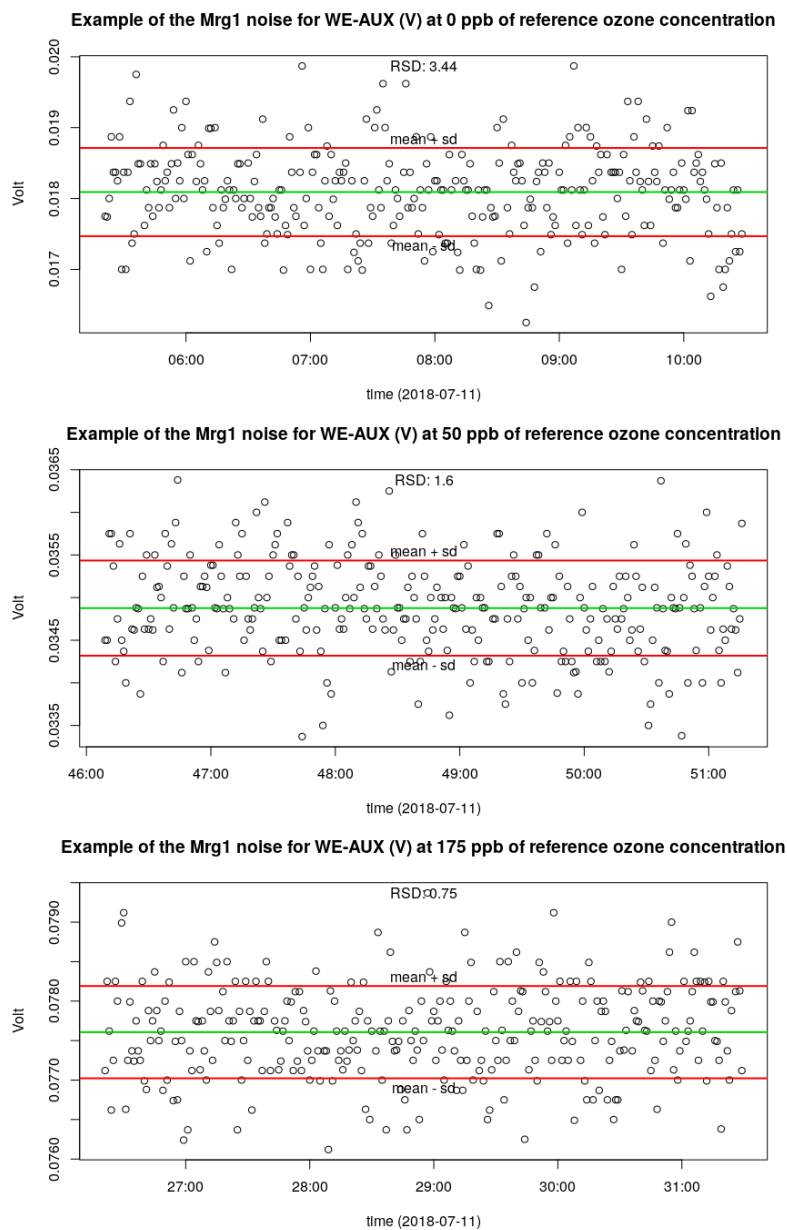 Example of the Mrg1 noise for WE-AUX (V) at 0 ppb of reference ozone concentration
RSD: 3.44
mean + sd
mean - sd
Volt
0.020
0.019
0.018
0.017
06:00 07:00 08:00 09:00 10:00
time (2018-07-11)
Example of the Mrg1 noise for WE-AUX (V) at 50 ppb of reference ozone concentration
RSD: 1.6
mean + sd
mean - sd
Volt
0.0365
0.0355
0.0345
0.0335
46:00 47:00 48:00 49:00 50:00 51:00
time (2018-07-11)
Example of the Mrg1 noise for WE-AUX (V) at 175 ppb of reference ozone concentration
RSD: 0.75
mean + sd
mean - sd
Volt
0.0790
0.0780
0.0770
0.0760
27:00 28:00 29:00 30:00 31:00
time (2018-07-11)